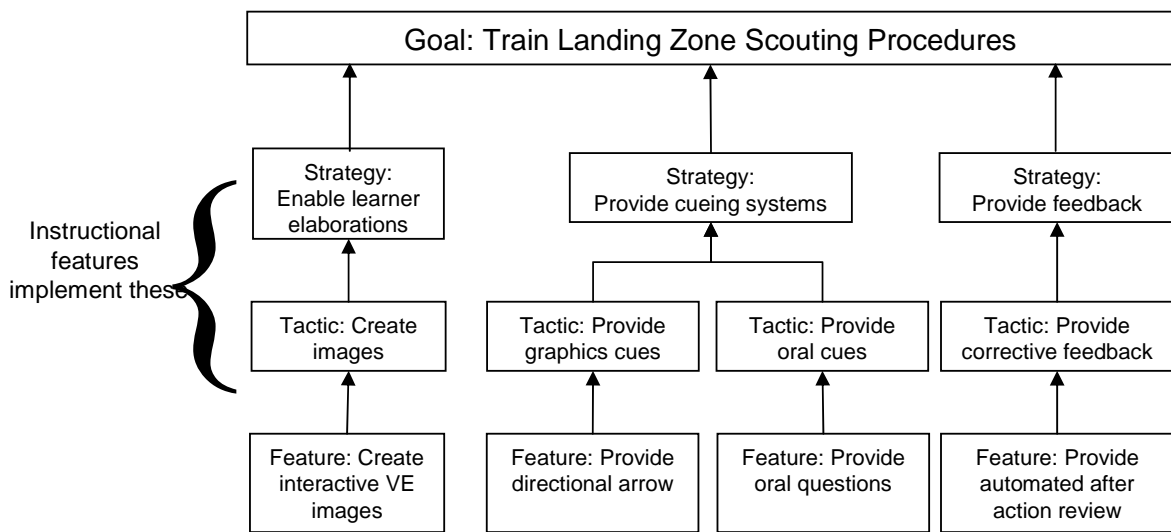 Goal: Train Landing Zone Scouting Procedures
Strategy:
Enable learner
elaborations
Strategy:
Provide cueing systems
Strategy:
Provide feedback
Instructional
features
implement these
Tactic: Create
images
Tactic: Provide
graphics cues
Tactic: Provide
oral cues
Tactic: Provide
corrective feedback
Feature: Create
interactive VE
images
Feature: Provide
directional arrow
Feature: Provide
oral questions
Feature: Provide
automated after
action review